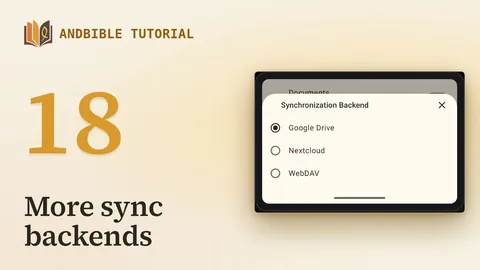 ANDBIBLE TUTORIAL
18
More sync
backends
Documents
Synchronization Backend
Google Drive
Nextcloud
WebDAV